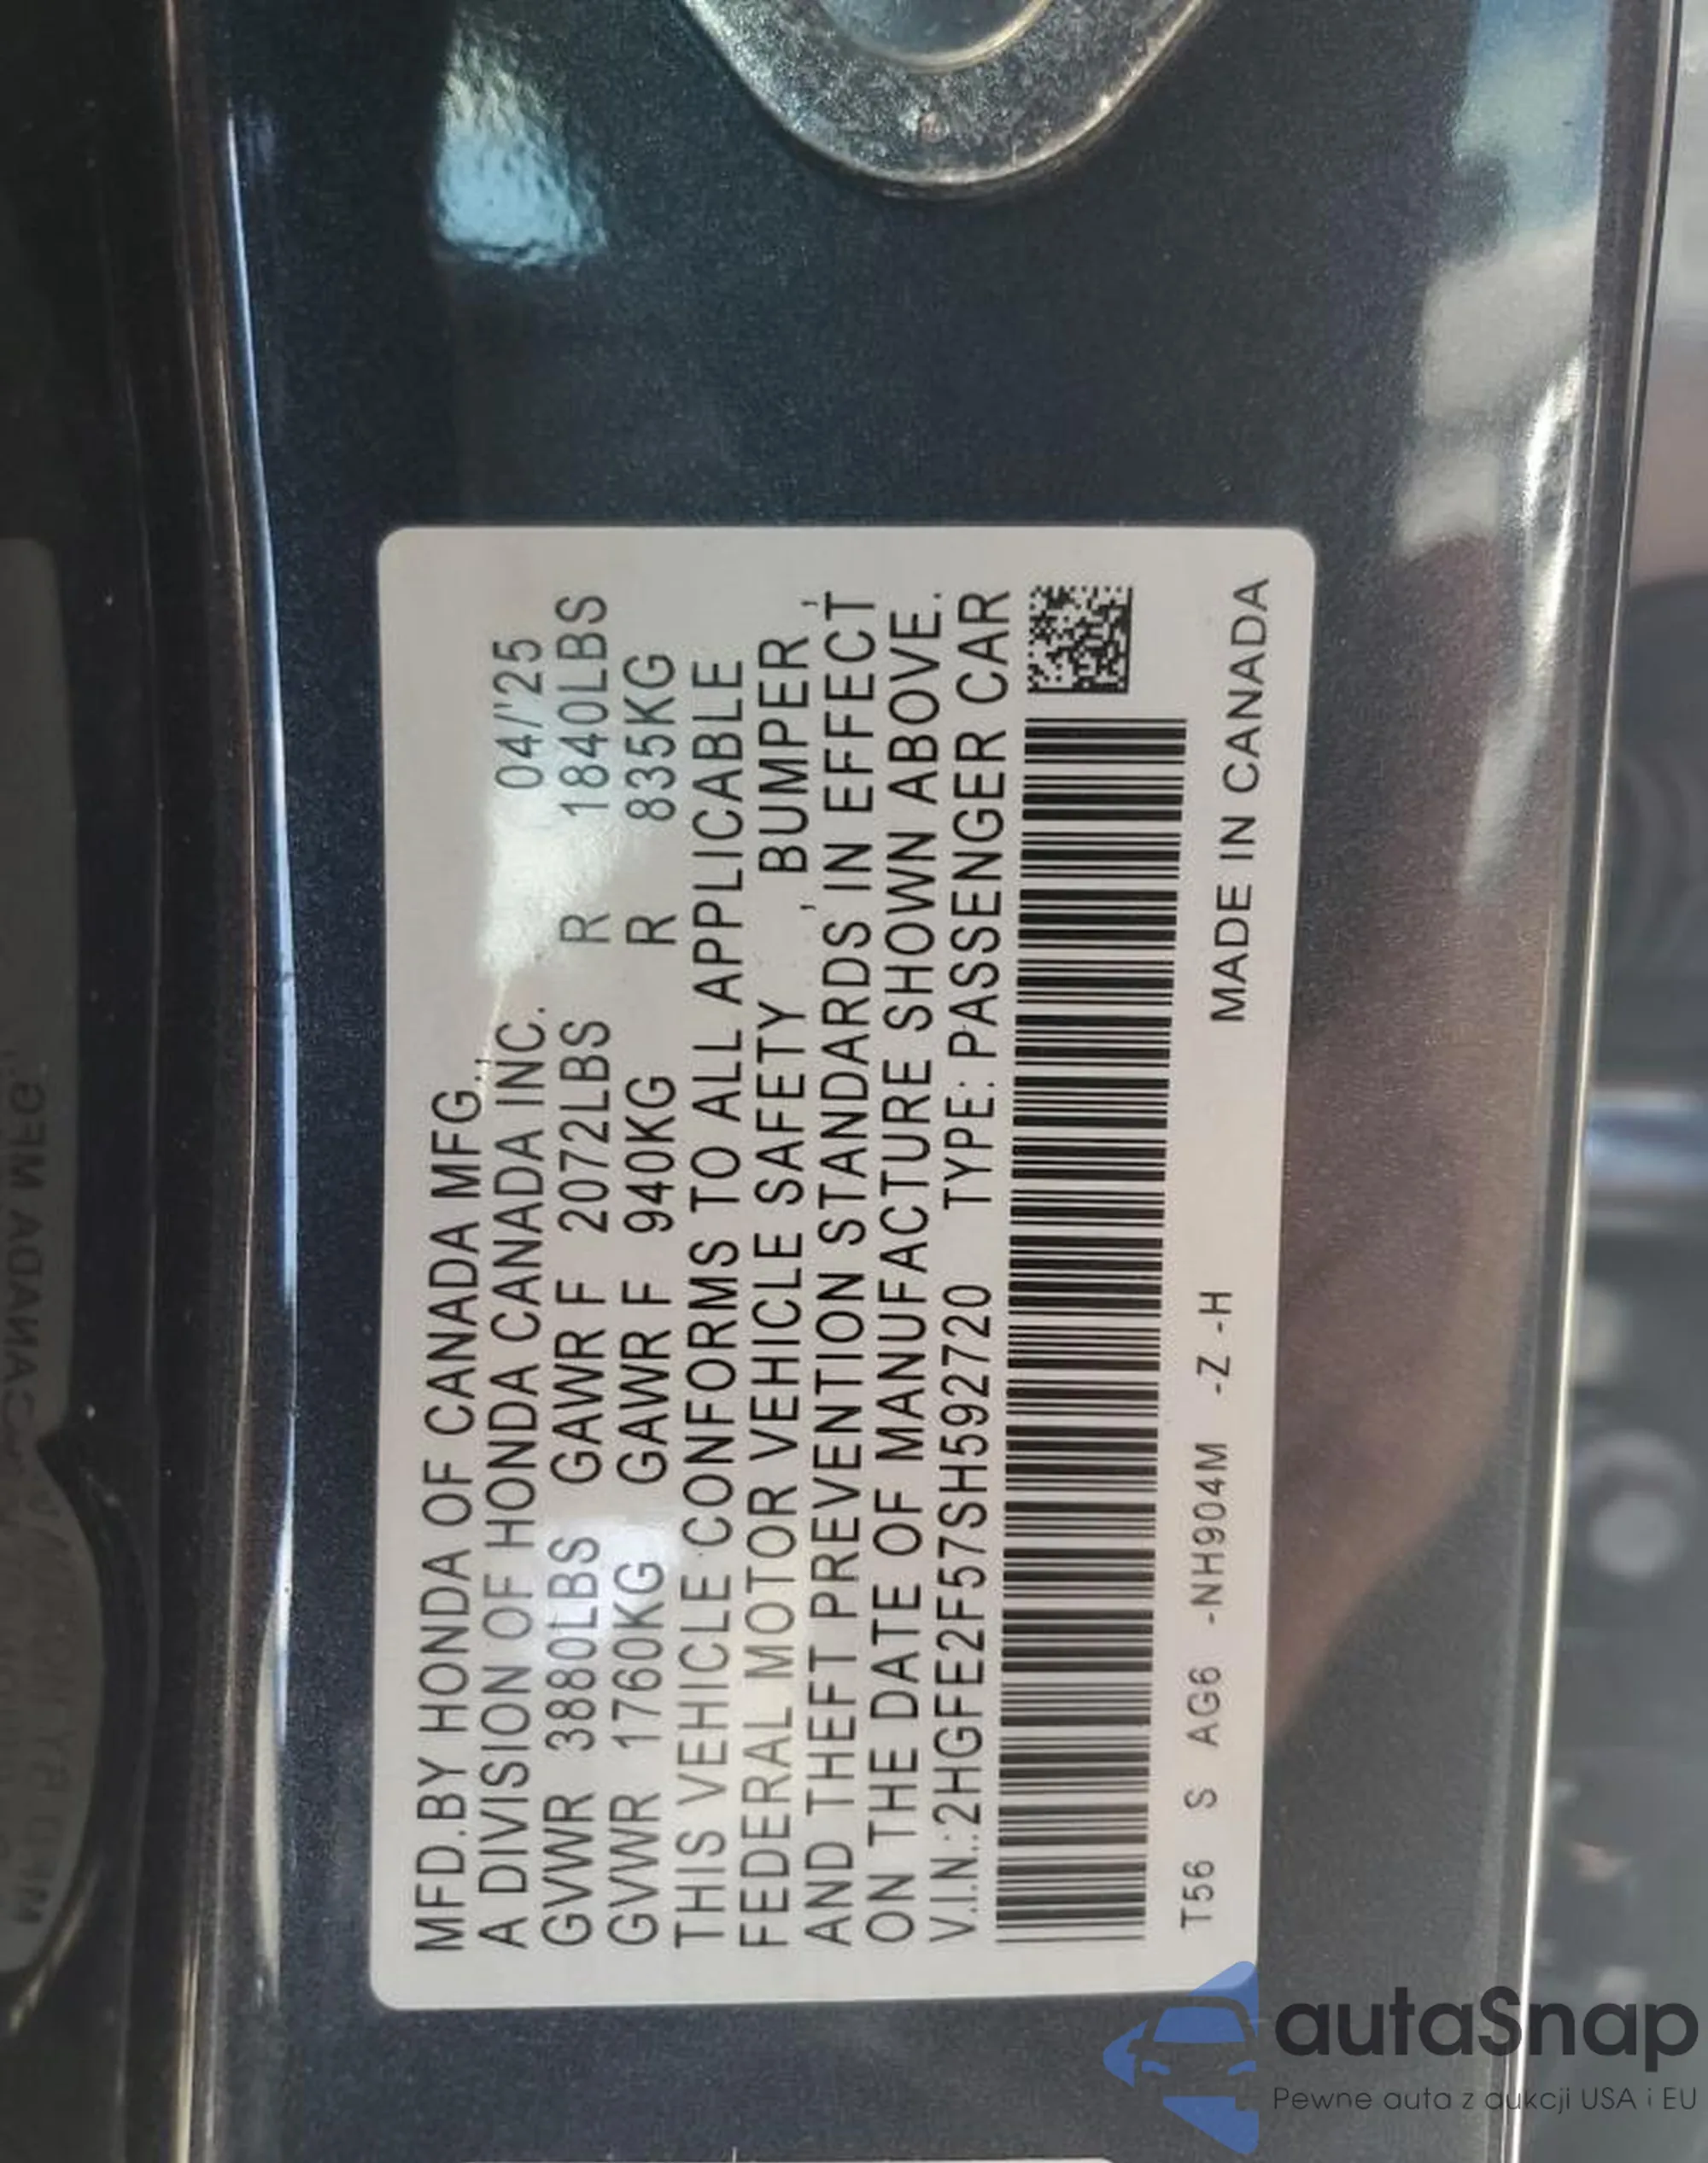 MFD.BY HONDA OF CANADA MFG.,
A DIVISION OF HONDA CANADA INC. 04/'25
GVWR 3880LBS GAWR F 2072LBS R 1840LBS
GVWR 1760KG GAWR F 940KG R 835KG
THIS VEHICLE CONFORMS TO ALL APPLICABLE
FEDERAL MOTOR VEHICLE SAFETY, BUMPER,
AND THEFT PREVENTION STANDARDS IN EFFECT
ON THE DATE OF MANUFACTURE SHOWN ABOVE.
V.I.N.:2HGFE2F57SH592720 TYPE: PASSENGER CAR
T56 S AG6 -NH904M -Z -H MADE IN CANADA
autaSnap
Pewne auta z aukcji USA i EU